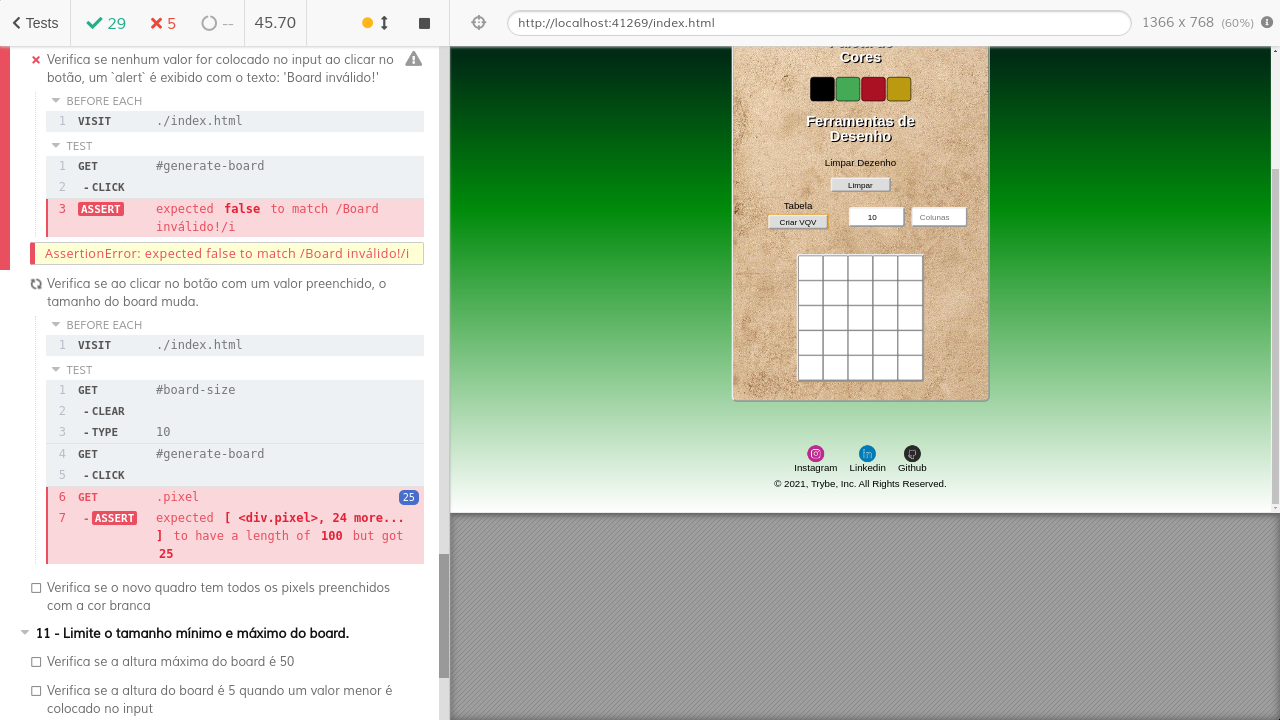 Tests
29
5
--
45.70
http://localhost:41269/index.html
1366 x 768 (60%)
Verifica se nenhum valor for colocado no input ao clicar no
botão, um `alert` é exibido com o texto: 'Board inválido!'
BEFORE EACH
1 VISIT ./index.html
TEST
1 GET #generate-board
2 -CLICK
3 ASSERT expected false to match /Board
inválido!/i
AssertionError: expected false to match /Board inválido!/i
Verifica se ao clicar no botão com um valor preenchido, o
tamanho do board muda.
BEFORE EACH
1 VISIT ./index.html
TEST
1 GET #board-size
2 -CLEAR
3 -TYPE 10
4 GET #generate-board
5 -CLICK
6 GET .pixel 25
7 -ASSERT expected [ <div.pixel>, 24 more...
] to have a length of 100 but got
25
Verifica se o novo quadro tem todos os pixels preenchidos
com a cor branca
11 - Limite o tamanho mínimo e máximo do board.
Verifica se a altura máxima do board é 50
Verifica se a altura do board é 5 quando um valor menor é
colocado no input
Cores
Ferramentas de
Desenho
Limpar Dezenho
Limpar
Tabela
Criar VQV
10
Colunas
Instagram Linkedin Github
© 2021, Trybe, Inc. All Rights Reserved.